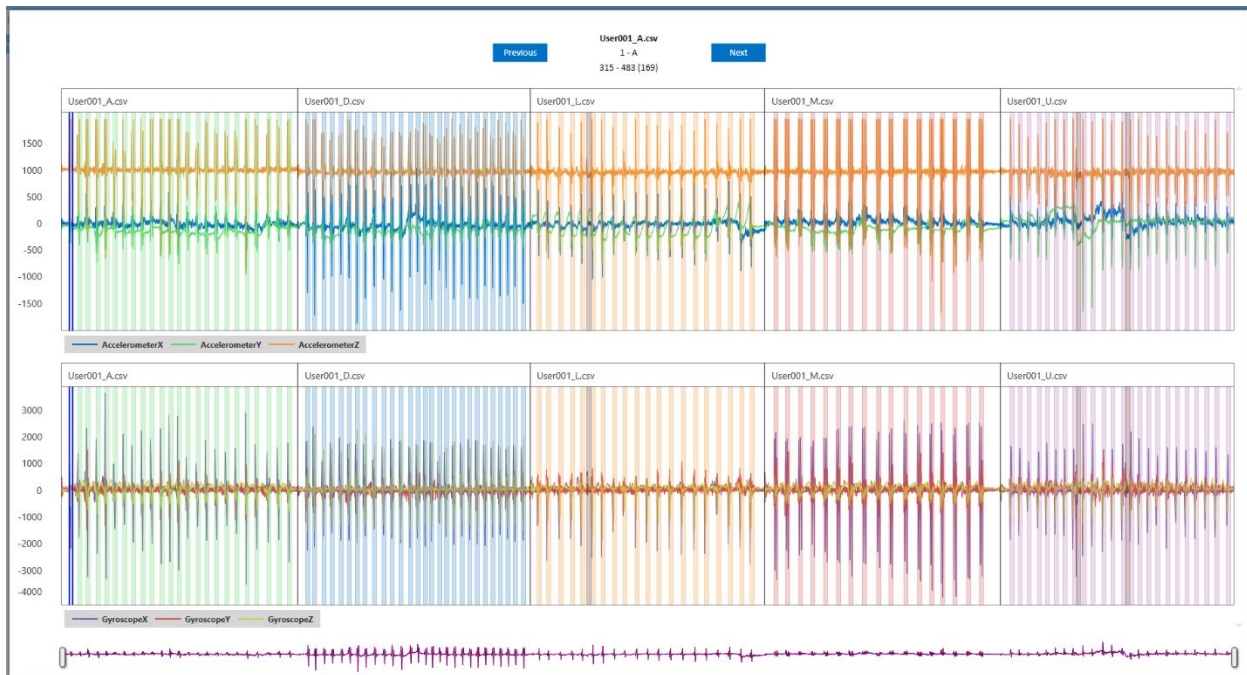 User001_A.csv
Previous
1 - A
Next
315 - 483 (169)
User001_A.csv User001_D.csv User001_L.csv User001_M.csv User001_U.csv
1500
1000
500
0
-500
-1000
-1500
AccelerometerX AccelerometerY AccelerometerZ
User001_A.csv User001_D.csv User001_L.csv User001_M.csv User001_U.csv
3000
2000
1000
0
-1000
-2000
-3000
-4000
GyroscopeX GyroscopeY GyroscopeZ